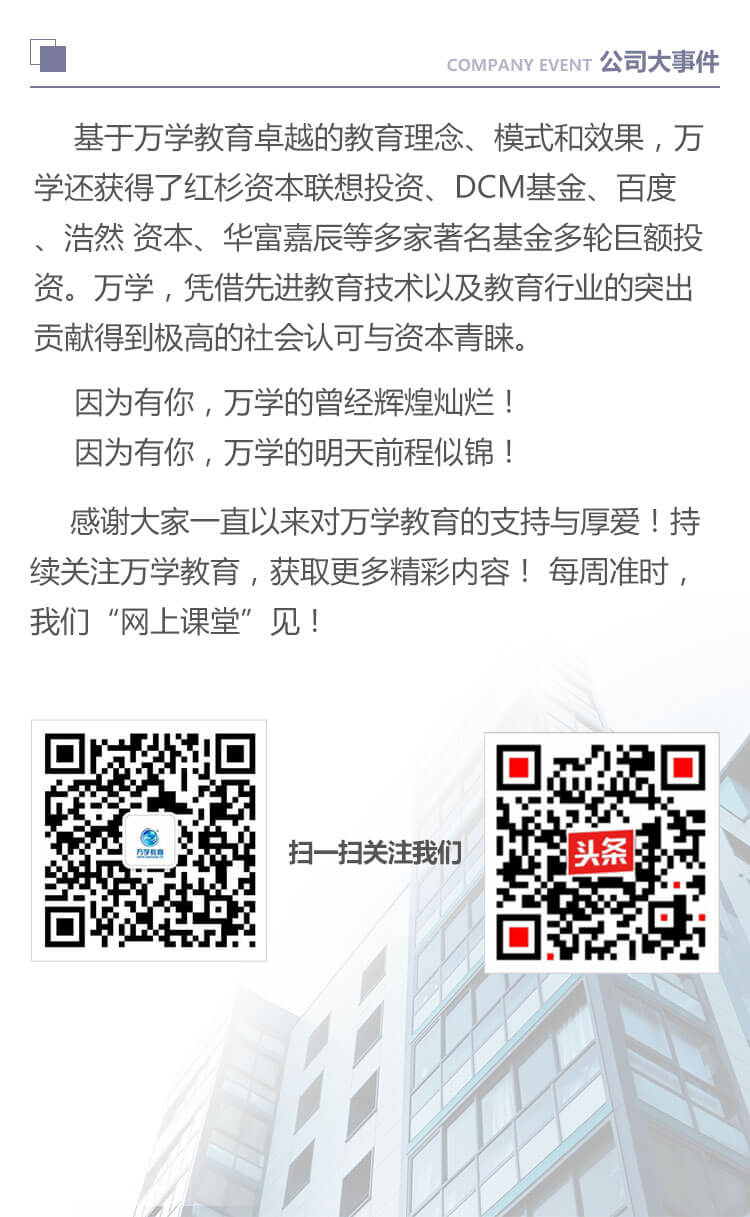 COMPANY EVENT 公司大事件
基于万学教育卓越的教育理念、模式和效果，万
学还获得了红杉资本联想投资、DCM基金、百度
、浩然 资本、华富嘉辰等多家著名基金多轮巨额投
资。万学，凭借先进教育技术以及教育行业的突出
贡献得到极高的社会认可与资本青睐。
因为有你，万学的曾经辉煌灿烂！
因为有你，万学的明天前程似锦！
感谢大家一直以来对万学教育的支持与厚爱！持
续关注万学教育，获取更多精彩内容！ 每周准时，
我们“网上课堂”见！
万学教育
扫一扫关注我们
头条